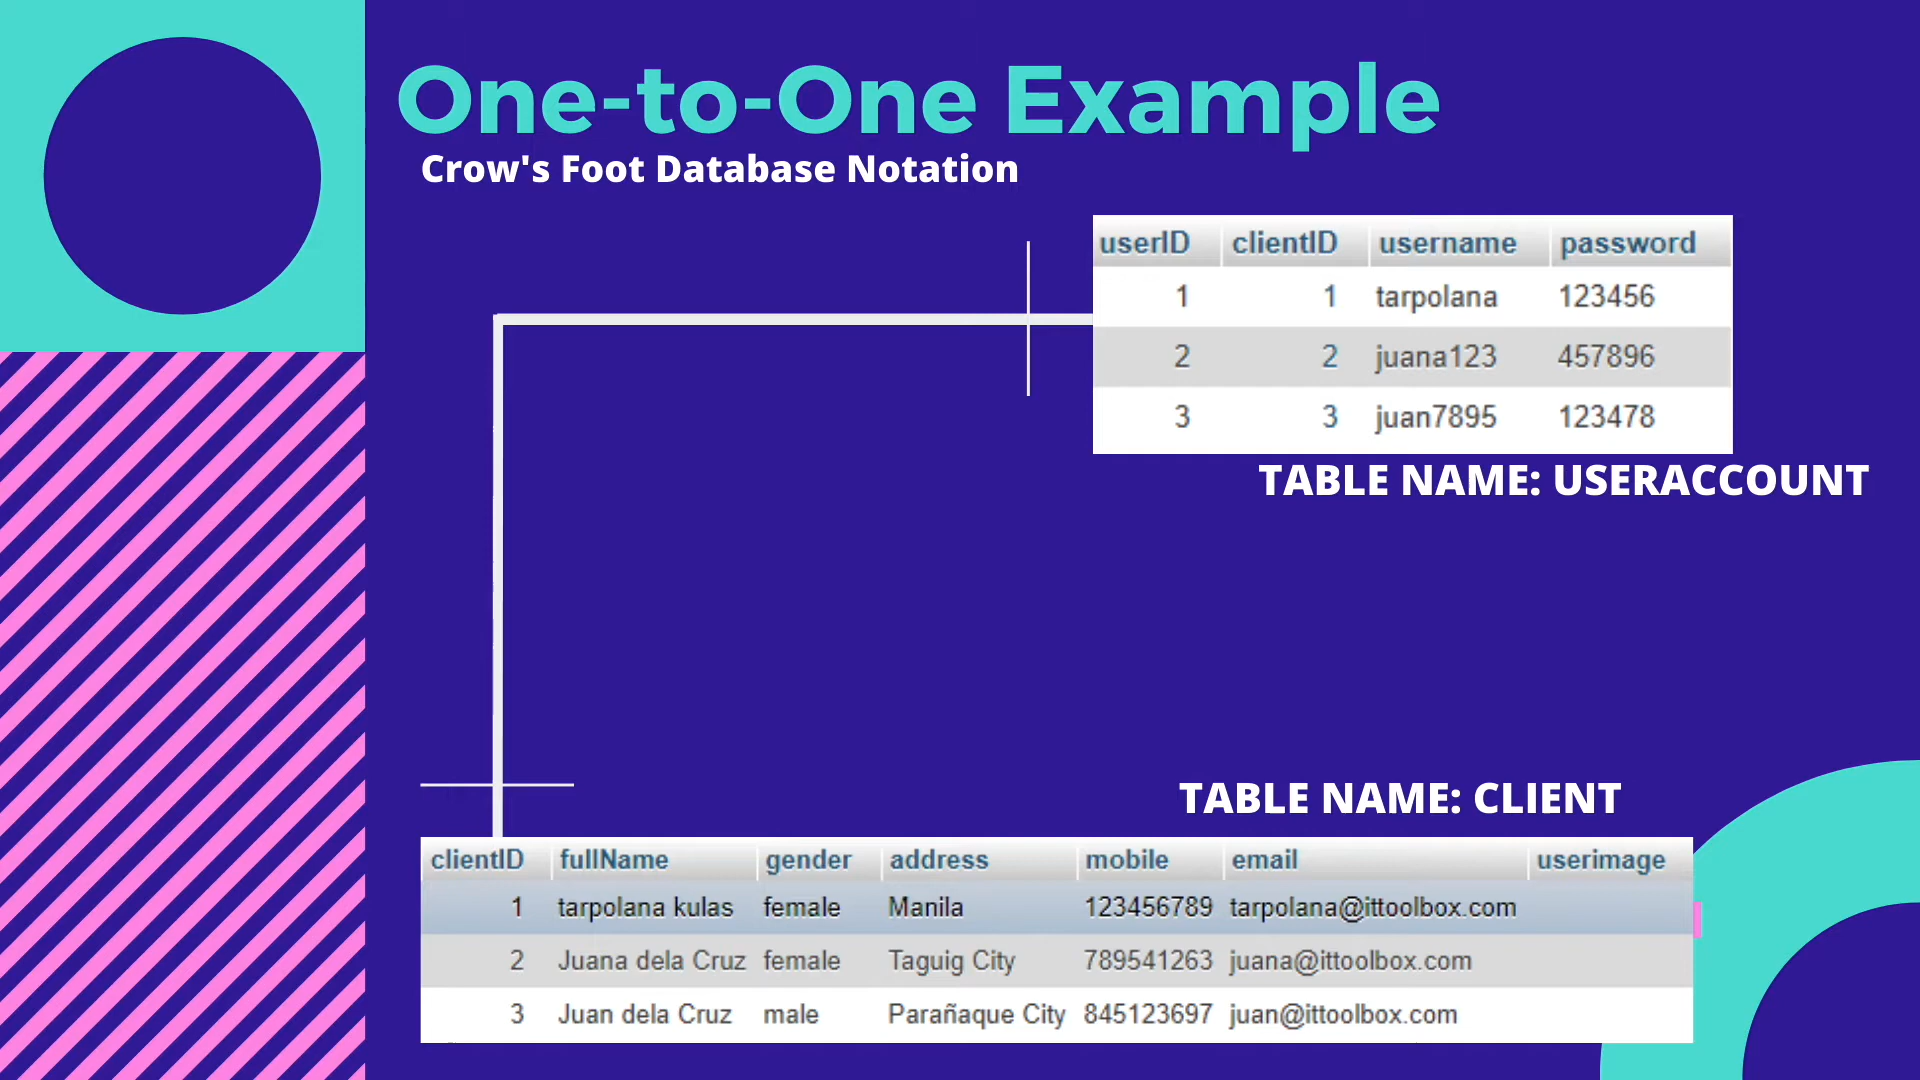 One-to-One Example
Crow's Foot Database Notation
userID clientID username password
1 1 tarpolana 123456
2 2 juana123 457896
3 3 juan7895 123478
TABLE NAME: USERACCOUNT
TABLE NAME: CLIENT
clientID fullName gender address mobile email userimage
1 tarpolana kulas female Manila 123456789 tarpolana@ittoolbox.com
2 Juana dela Cruz female Taguig City 789541263 juana@ittoolbox.com
3 Juan dela Cruz male Parañaque City 845123697 juan@ittoolbox.com